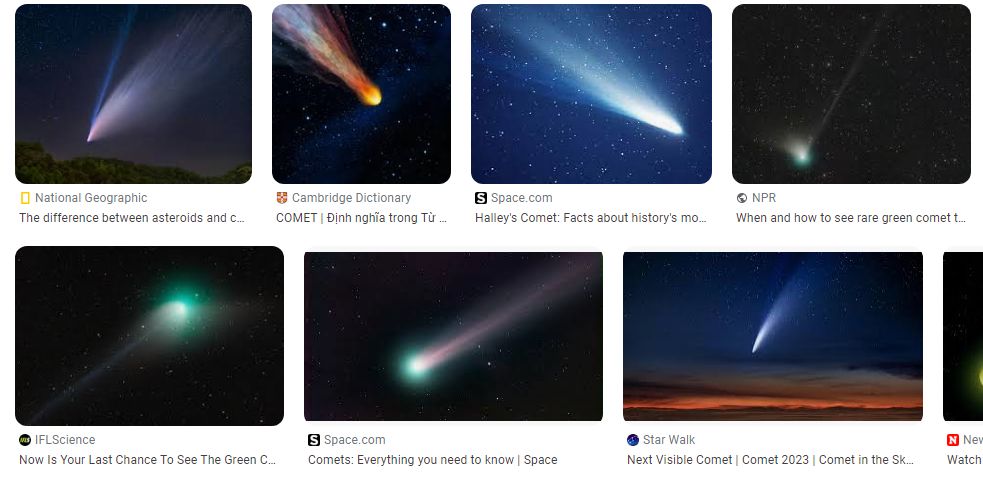 National Geographic
Cambridge Dictionary
Space.com
NPR
The difference between asteroids and c...
COMET | Định nghĩa trong Từ ...
Halley's Comet: Facts about history's mo...
When and how to see rare green comet t...
IFLScience
Space.com
Star Walk
New
Now Is Your Last Chance To See The Green C...
Comets: Everything you need to know | Space
Next Visible Comet | Comet 2023 | Comet in the Sk...
Watch